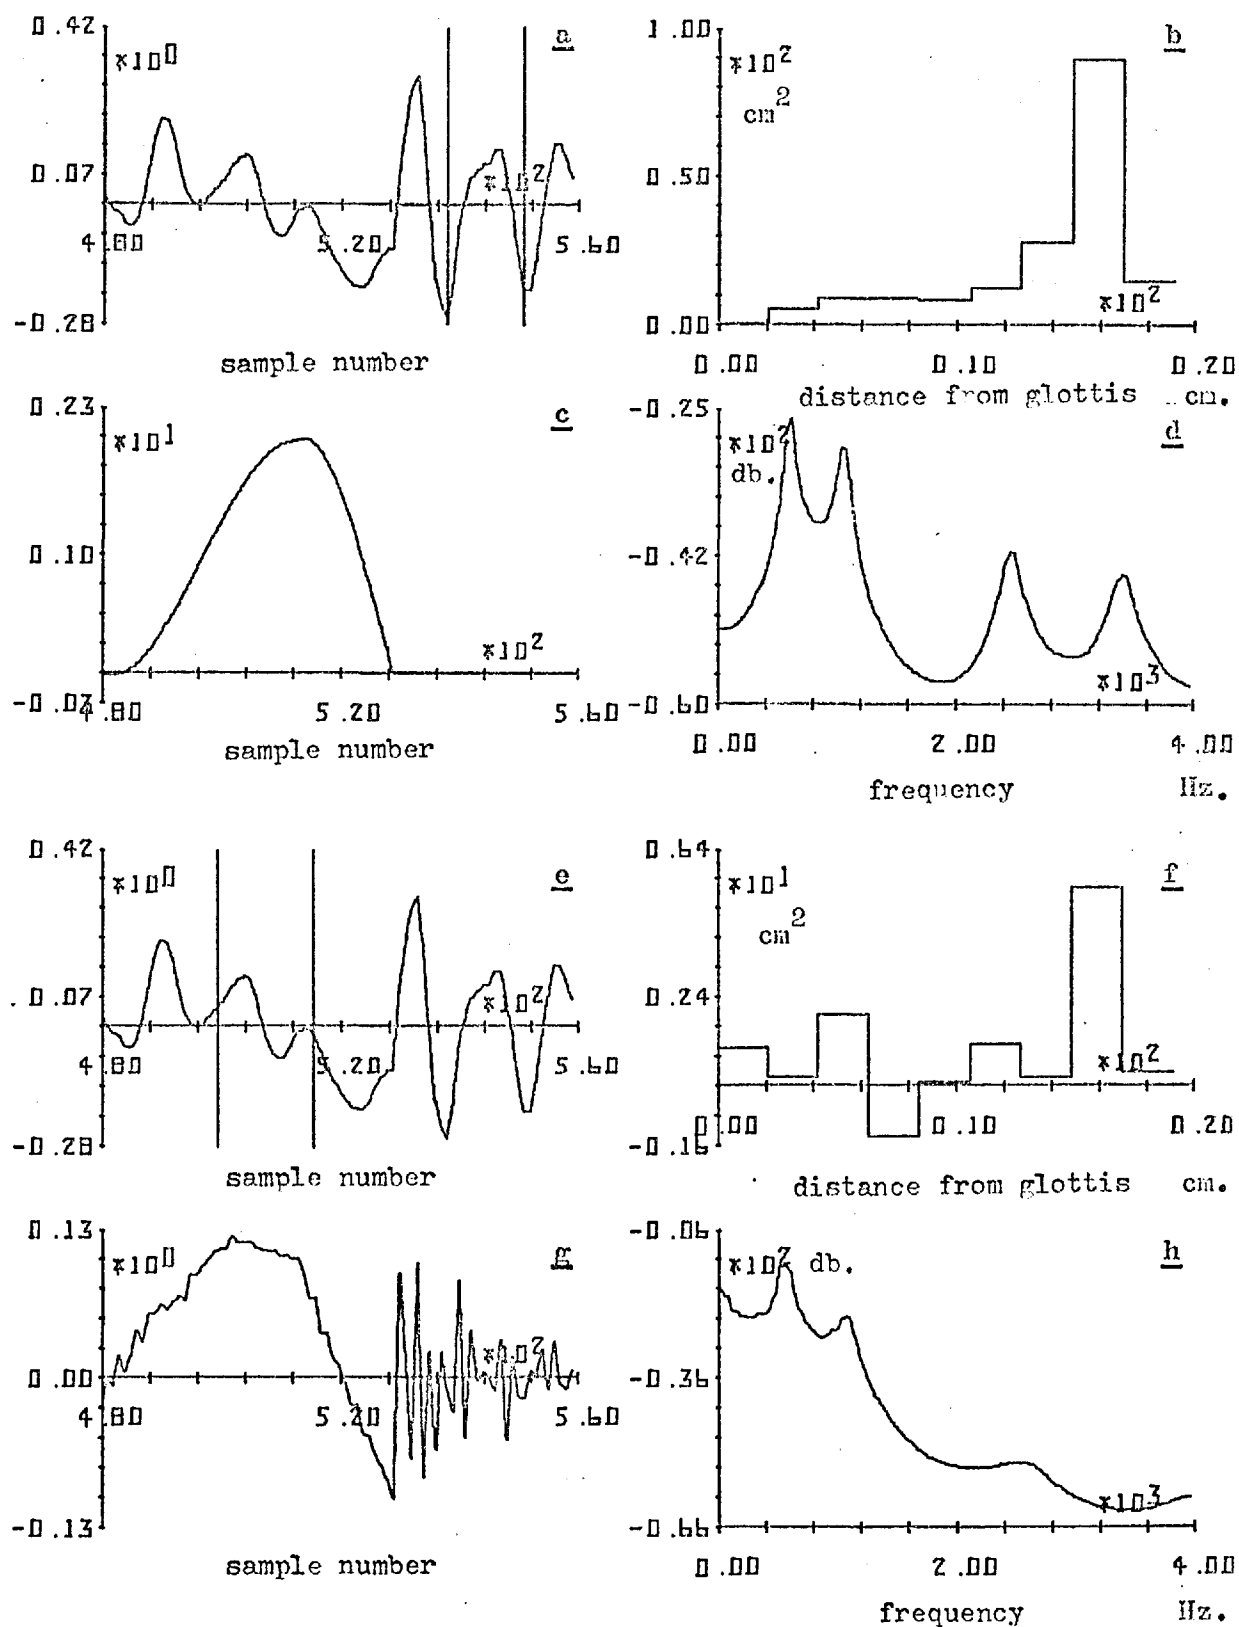 0.42
*10^0
a
0.07
*10^2
4.80 5.20 5.60
-0.28
sample number
1.00
*10^2
cm^2
b
0.50
*10^2
0.00
0.00 0.10 0.20
distance from glottis cm.
0.23
*10^1
c
0.10
*10^2
-0.07
4.80 5.20 5.60
sample number
-0.25
*10^2
db.
d
-0.42
*10^3
-0.60
0.00 2.00 4.00
frequency Hz.
0.42
*10^0
e
0.07
*10^2
4.80 5.20 5.60
-0.28
sample number
0.64
*10^1
cm^2
f
0.24
*10^2
0.00 0.10 0.20
-0.16
distance from glottis cm.
0.13
*10^0
g
*10^2
0.00
4.80 5.20 5.60
-0.13
sample number
-0.06
*10^2 db.
h
-0.36
*10^3
-0.66
0.00 2.00 4.00
frequency Hz.